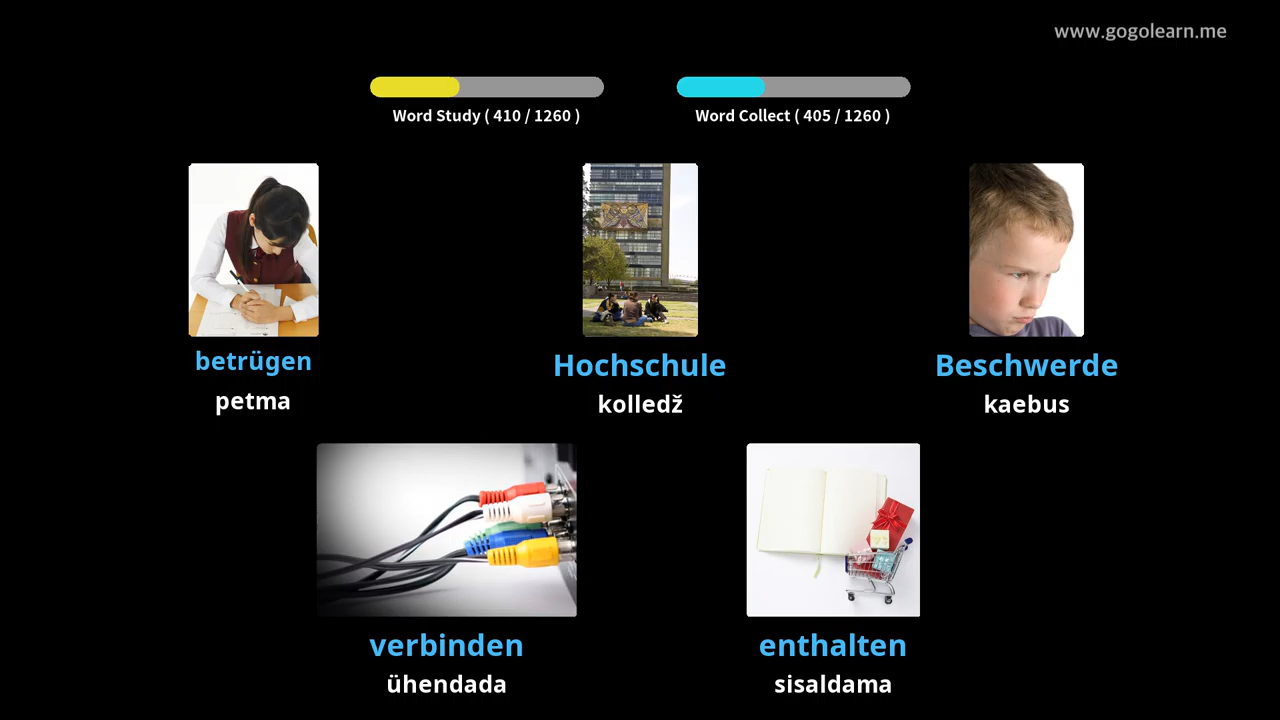 www.gogolearn.me
Word Study ( 410 / 1260 )
Word Collect ( 405 / 1260 )
betrügen
petma
Hochschule
kolledž
Beschwerde
kaebus
verbinden
ühendada
enthalten
sisaldama